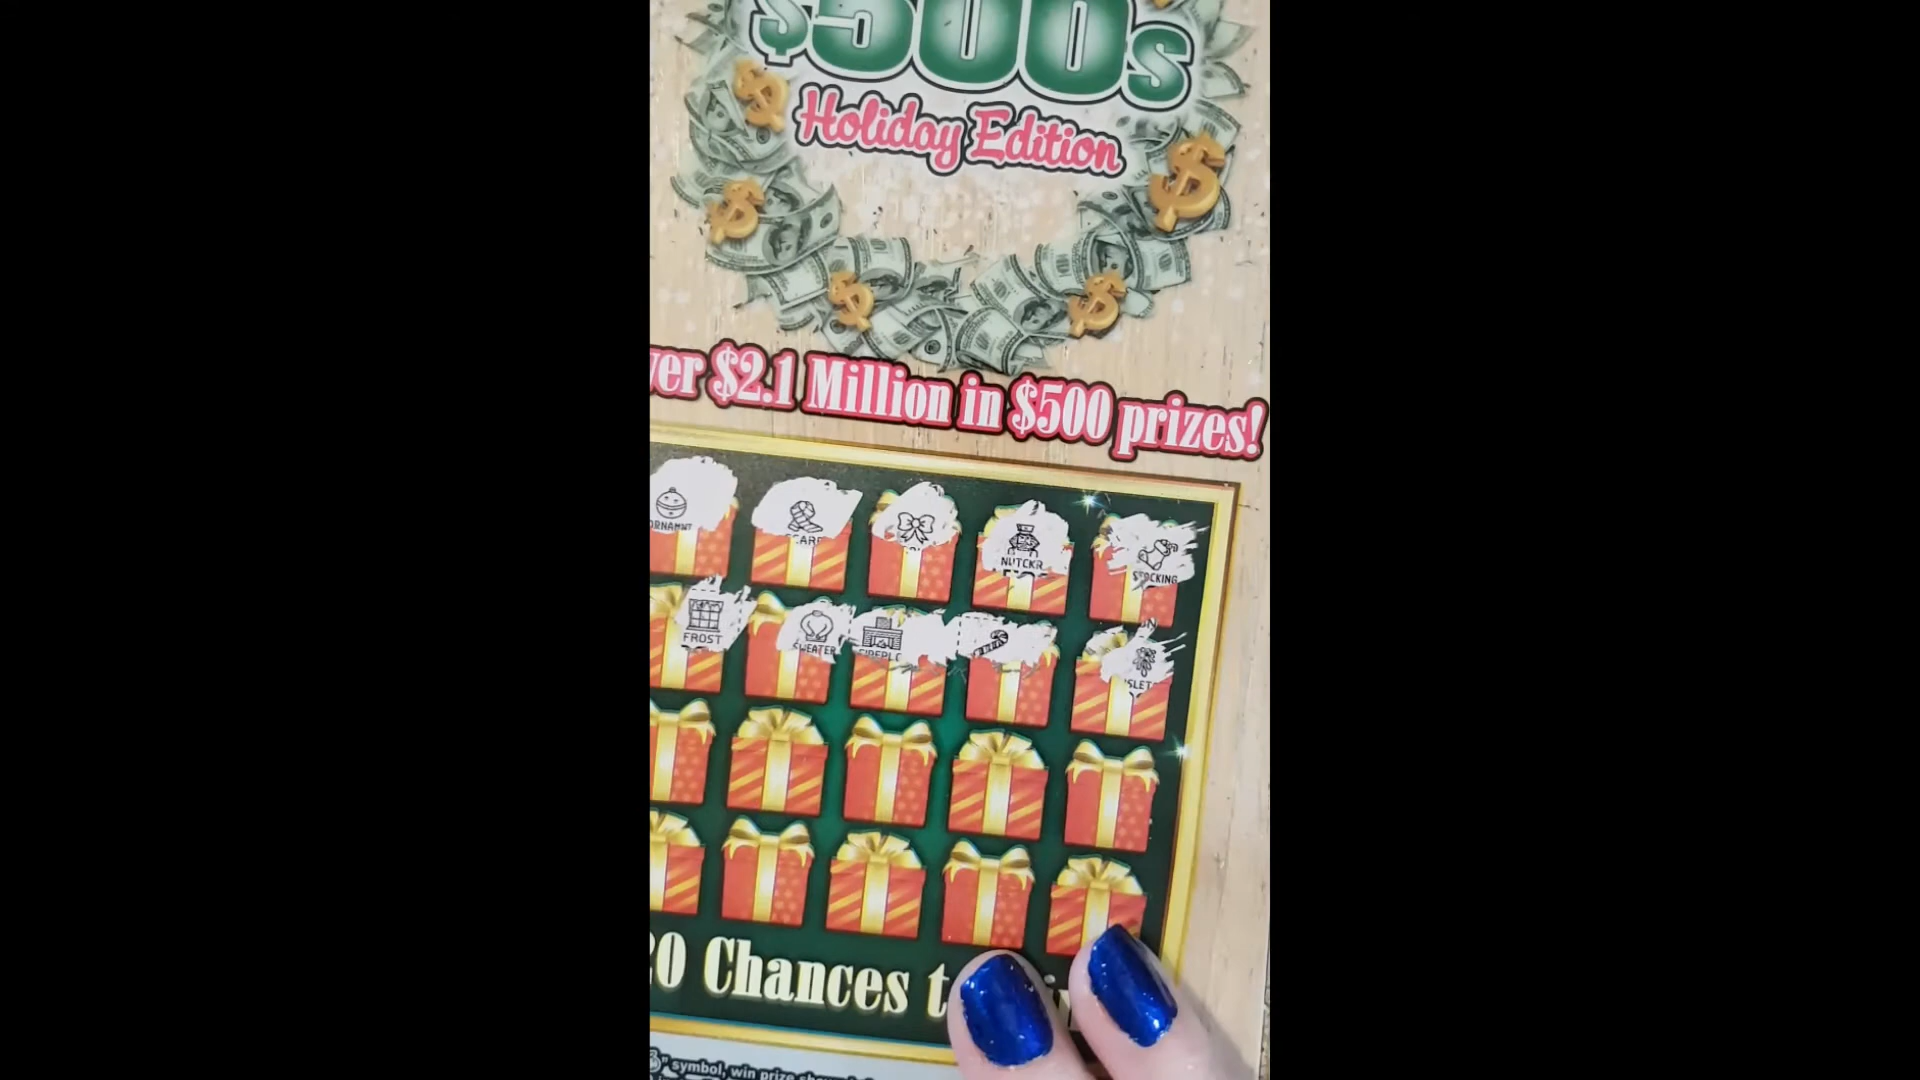 $500s
Holiday Edition
ver $2.1 Million in $500 prizes!
ORNAMNT
NUTCKR
STOCKING
FROST
SWEATER
FIREPLC
20 Chances t
" symbol, win prize